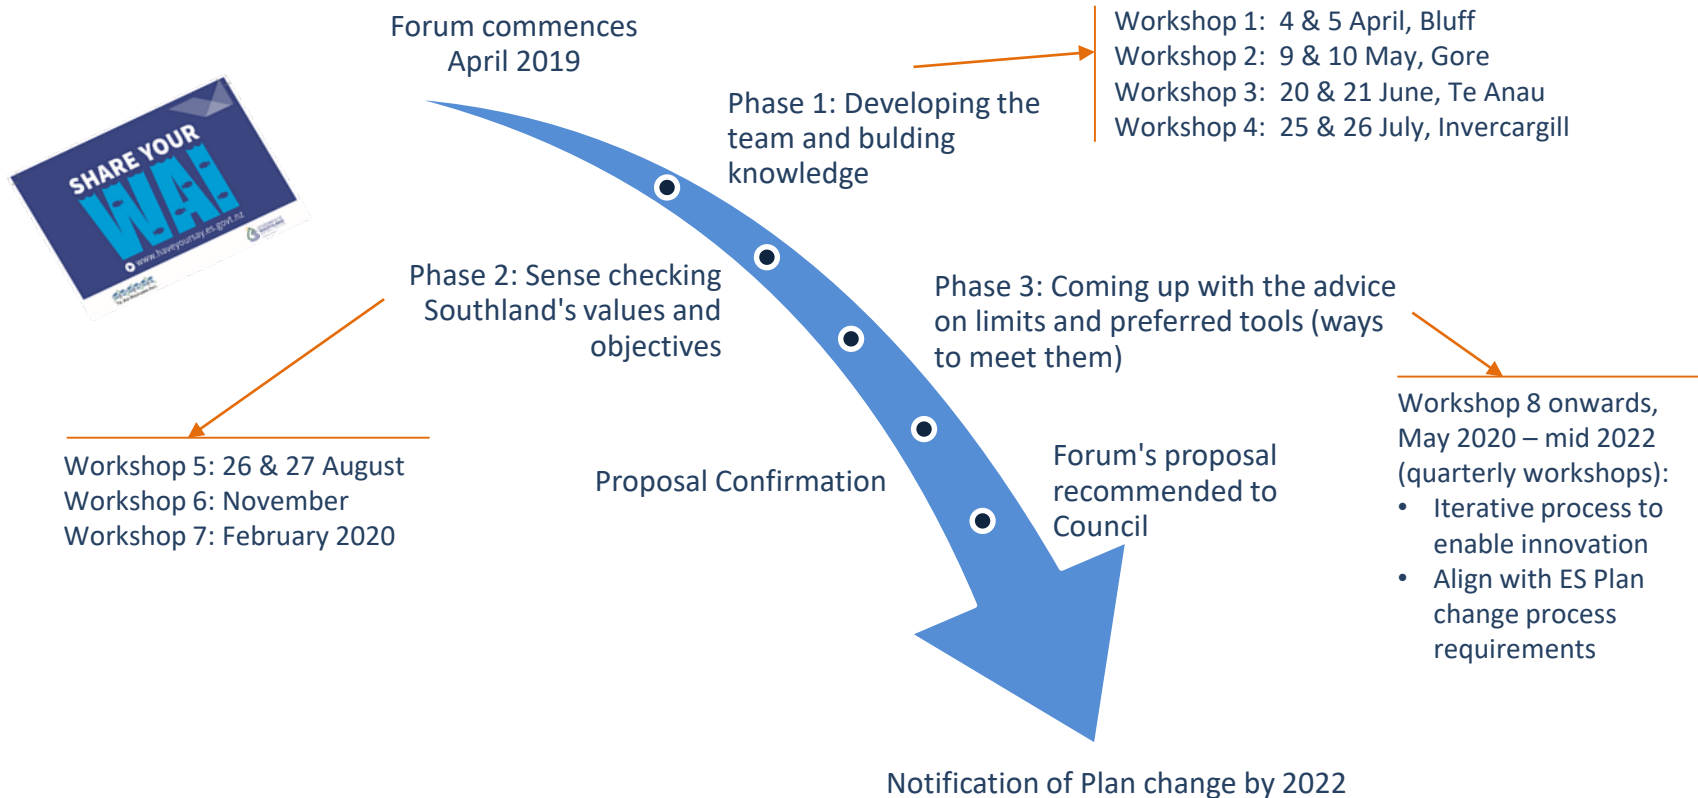 Forum commences
April 2019
Workshop 1: 4 & 5 April, Bluff
Workshop 2: 9 & 10 May, Gore
Workshop 3: 20 & 21 June, Te Anau
Workshop 4: 25 & 26 July, Invercargill
Phase 1: Developing the
team and bulding
knowledge
SHARE YOUR
WAI
www.haveyoursay.es.govt.nz
Phase 2: Sense checking
Southland's values and
objectives
Workshop 5: 26 & 27 August
Workshop 6: November
Workshop 7: February 2020
Phase 3: Coming up with the advice
on limits and preferred tools (ways
to meet them)
Workshop 8 onwards,
May 2020 – mid 2022
(quarterly workshops):
• Iterative process to
enable innovation
• Align with ES Plan
change process
requirements
Proposal Confirmation
Forum's proposal
recommended to
Council
Notification of Plan change by 2022